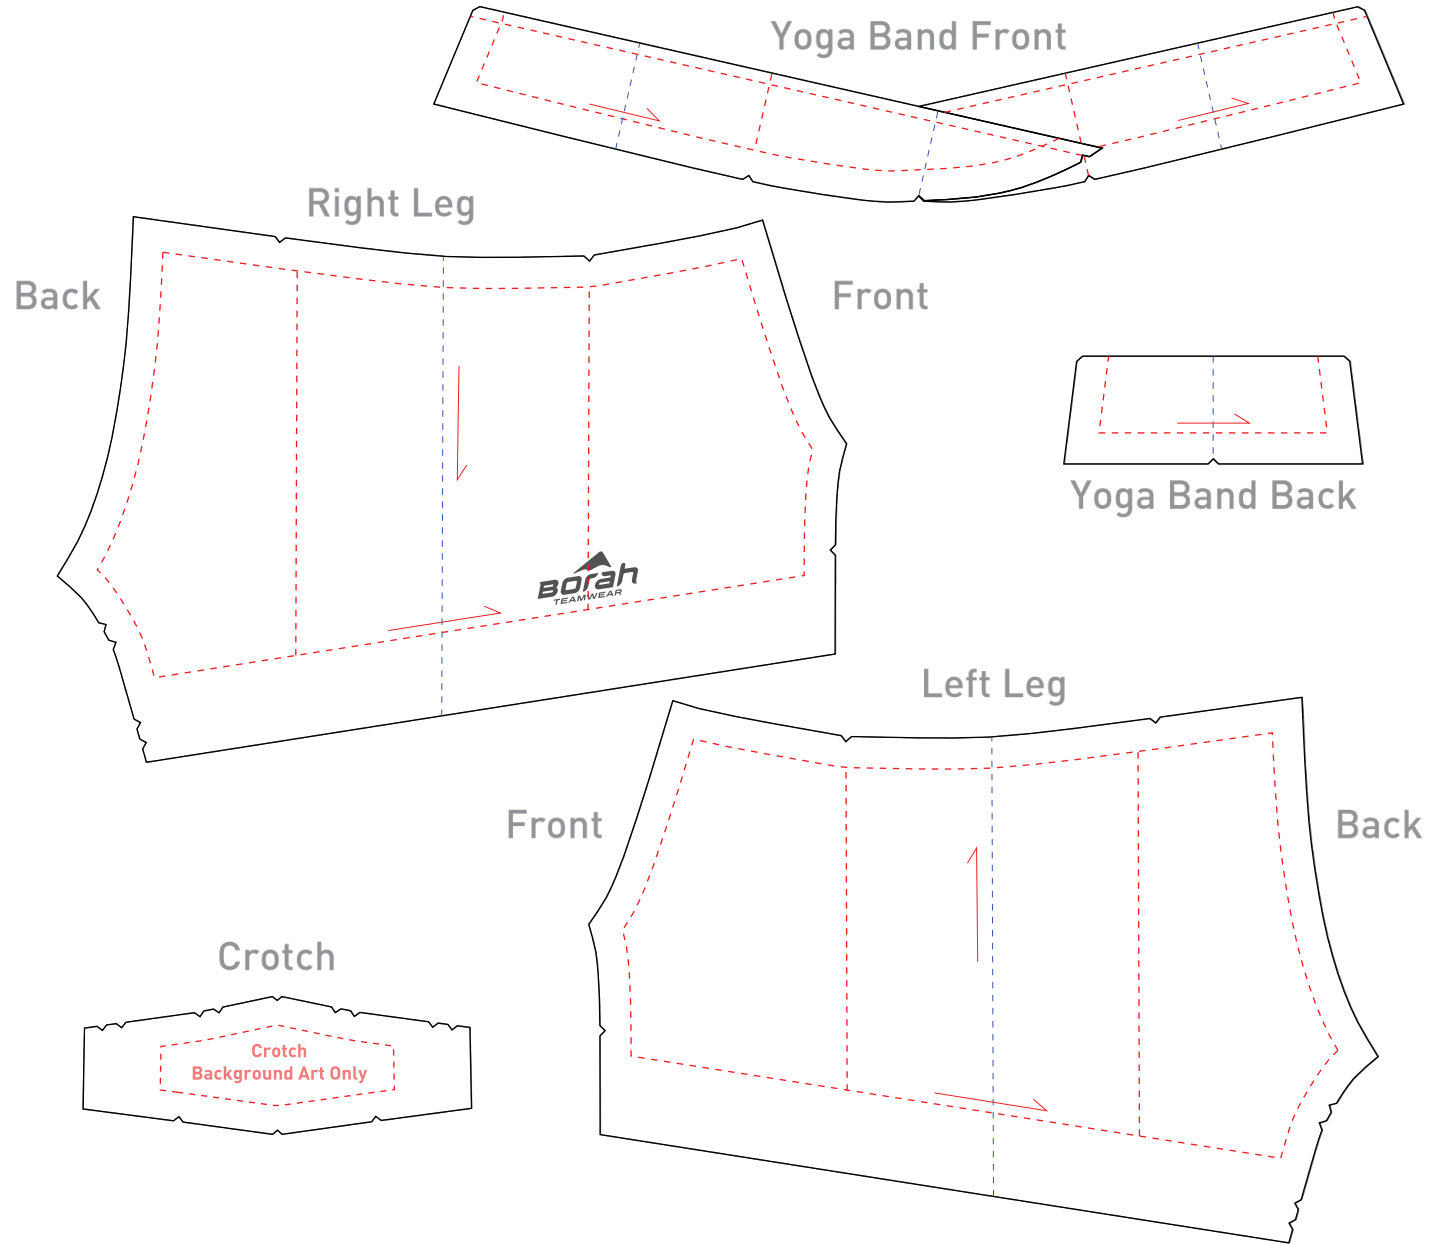 Yoga Band Front
Right Leg
Back
Front
Yoga Band Back
BORAH
TEAMWEAR
Left Leg
Front
Back
Crotch
Crotch
Background Art Only